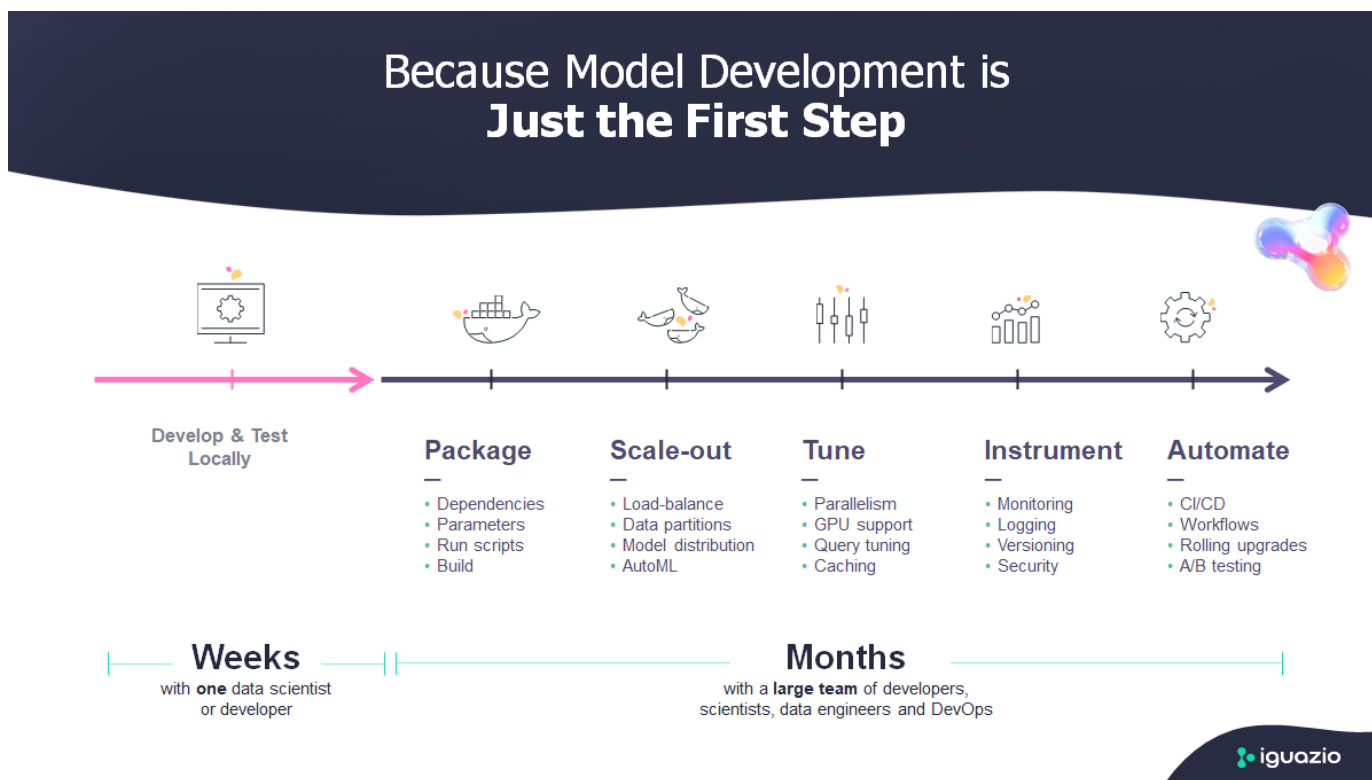 Because Model Development is
Just the First Step
Develop & Test
Locally
Package
• Dependencies
• Parameters
• Run scripts
• Build
Scale-out
• Load-balance
• Data partitions
• Model distribution
• AutoML
Tune
• Parallelism
• GPU support
• Query tuning
• Caching
Instrument
• Monitoring
• Logging
• Versioning
• Security
Automate
• CI/CD
• Workflows
• Rolling upgrades
• A/B testing
Weeks
with one data scientist
or developer
Months
with a large team of developers,
scientists, data engineers and DevOps
iguazio